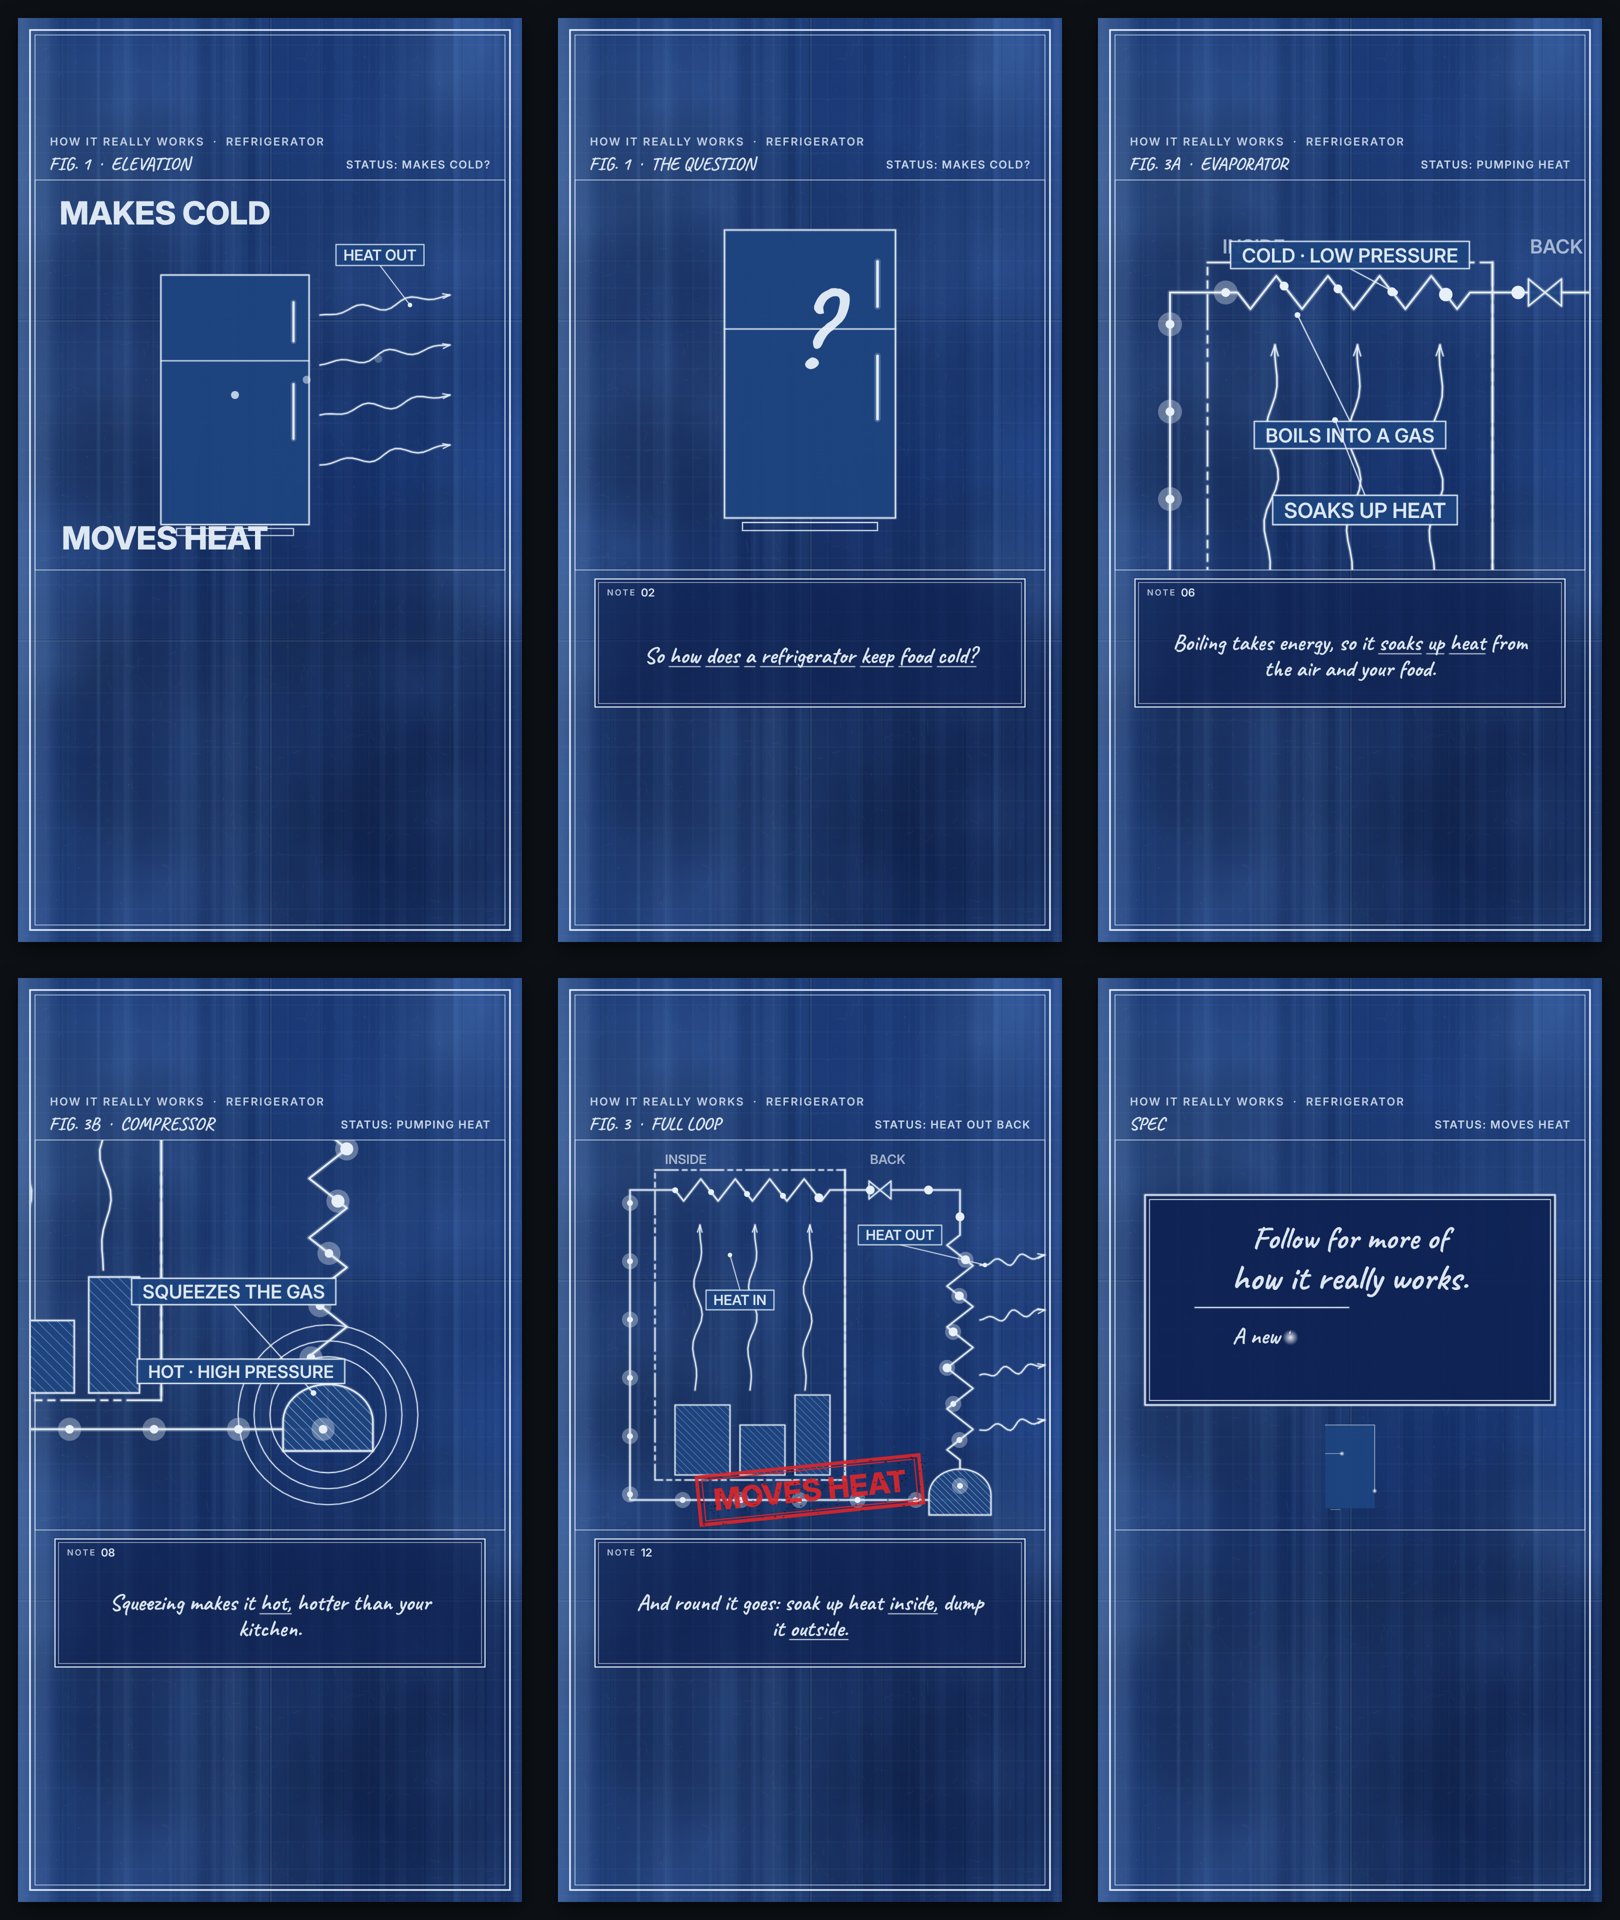 HOW IT REALLY WORKS · REFRIGERATOR
FIG. 1 · ELEVATION
STATUS: MAKES COLD?
MAKES COLD
HEAT OUT
MOVES HEAT
HOW IT REALLY WORKS · REFRIGERATOR
FIG. 1 · THE QUESTION
STATUS: MAKES COLD?
?
NOTE 02
So how does a refrigerator keep food cold?
HOW IT REALLY WORKS · REFRIGERATOR
FIG. 3A · EVAPORATOR
STATUS: PUMPING HEAT
BACK
COLD · LOW PRESSURE
BOILS INTO A GAS
SOAKS UP HEAT
NOTE 06
Boiling takes energy, so it soaks up heat from
the air and your food.
HOW IT REALLY WORKS · REFRIGERATOR
FIG. 3B · COMPRESSOR
STATUS: PUMPING HEAT
SQUEEZES THE GAS
HOT · HIGH PRESSURE
NOTE 08
Squeezing makes it hot, hotter than your
kitchen.
HOW IT REALLY WORKS · REFRIGERATOR
FIG. 3 · FULL LOOP
STATUS: HEAT OUT BACK
INSIDE
BACK
HEAT OUT
HEAT IN
MOVES HEAT
NOTE 12
And round it goes: soak up heat inside, dump
it outside.
HOW IT REALLY WORKS · REFRIGERATOR
SPEC
STATUS: MOVES HEAT
Follow for more of
how it really works.
A new